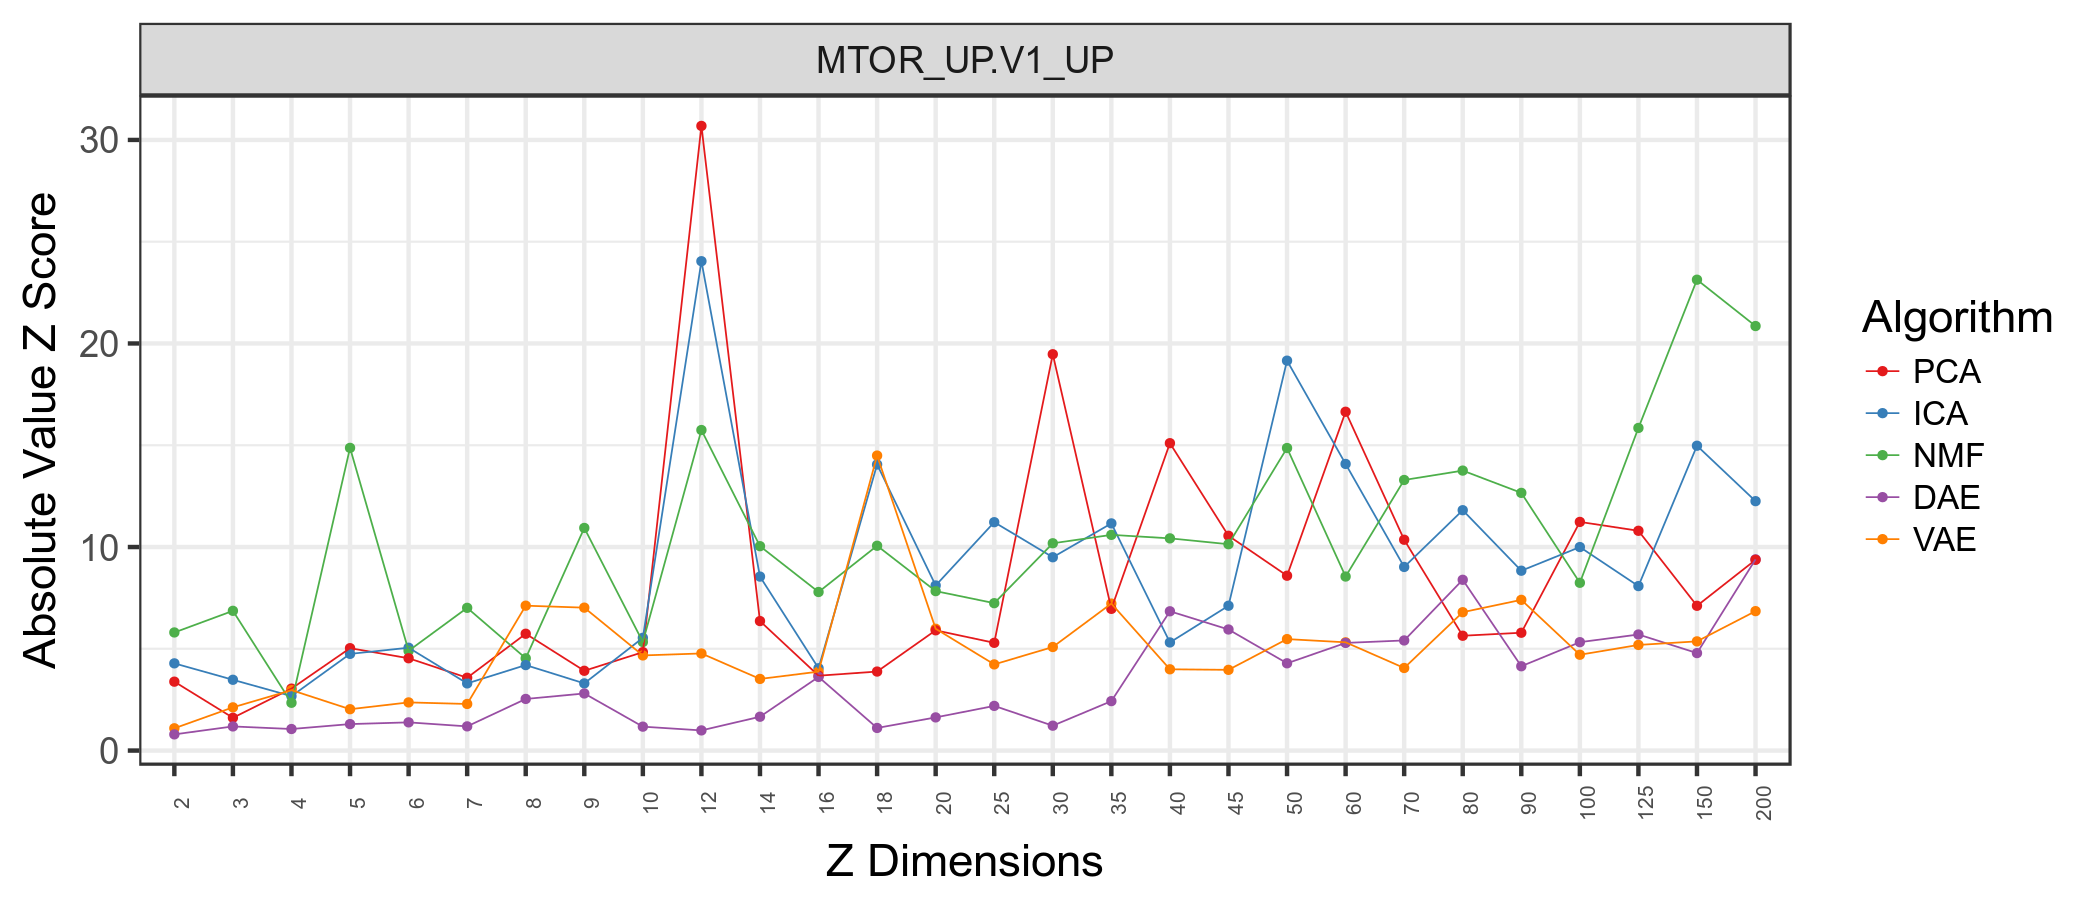 MTOR_UP.V1_UP
Absolute Value Z Score
30
20
10
0
2 3 4 5 6 7 8 9 10 12 14 16 18 20 25 30 35 40 45 50 60 70 80 90 100 125 150 200
Z Dimensions
Algorithm
PCA
ICA
NMF
DAE
VAE